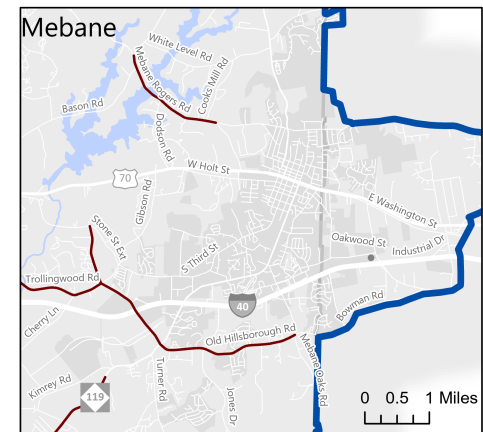 Mebane
White Level Rd
Mebane Rogers Rd
Cooks Mill Rd
Bason Rd
Dodson Rd
W Holt St
70
Gibson Rd
E Washington St
Stone St Ext
Oakwood St
Industrial Dr
S Third St
Trollingwood Rd
40
Bowman Rd
Cherry Ln
Old Hillsborough Rd
Mebane Oaks Rd
Turner Rd
Kimrey Rd
119
Jones Dr
0 0.5 1 Miles